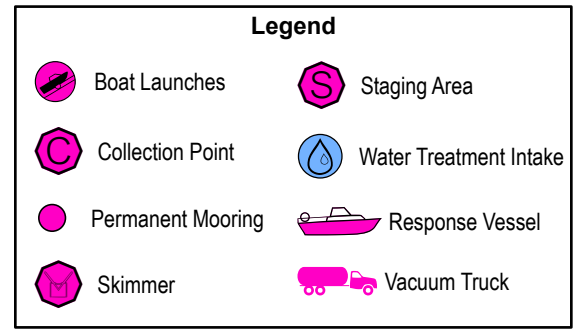 Legend
Boat Launches
S
Staging Area
C
Collection Point
Water Treatment Intake
Permanent Mooring
Response Vessel
Skimmer
Vacuum Truck